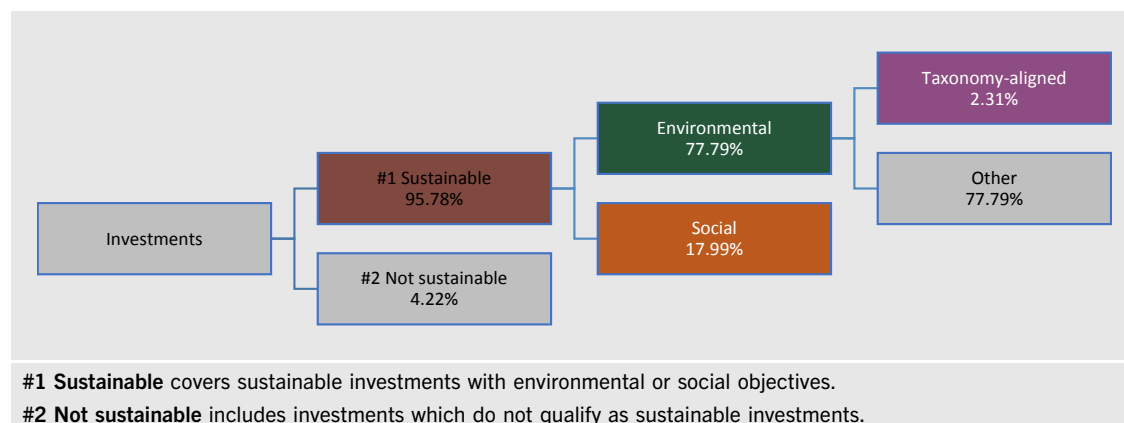 Taxonomy-aligned
2.31%
Environmental
77.79%
#1 Sustainable
95.78%
Other
77.79%
Investments
Social
17.99%
#2 Not sustainable
4.22%
#1 Sustainable covers sustainable investments with environmental or social objectives.
#2 Not sustainable includes investments which do not qualify as sustainable investments.